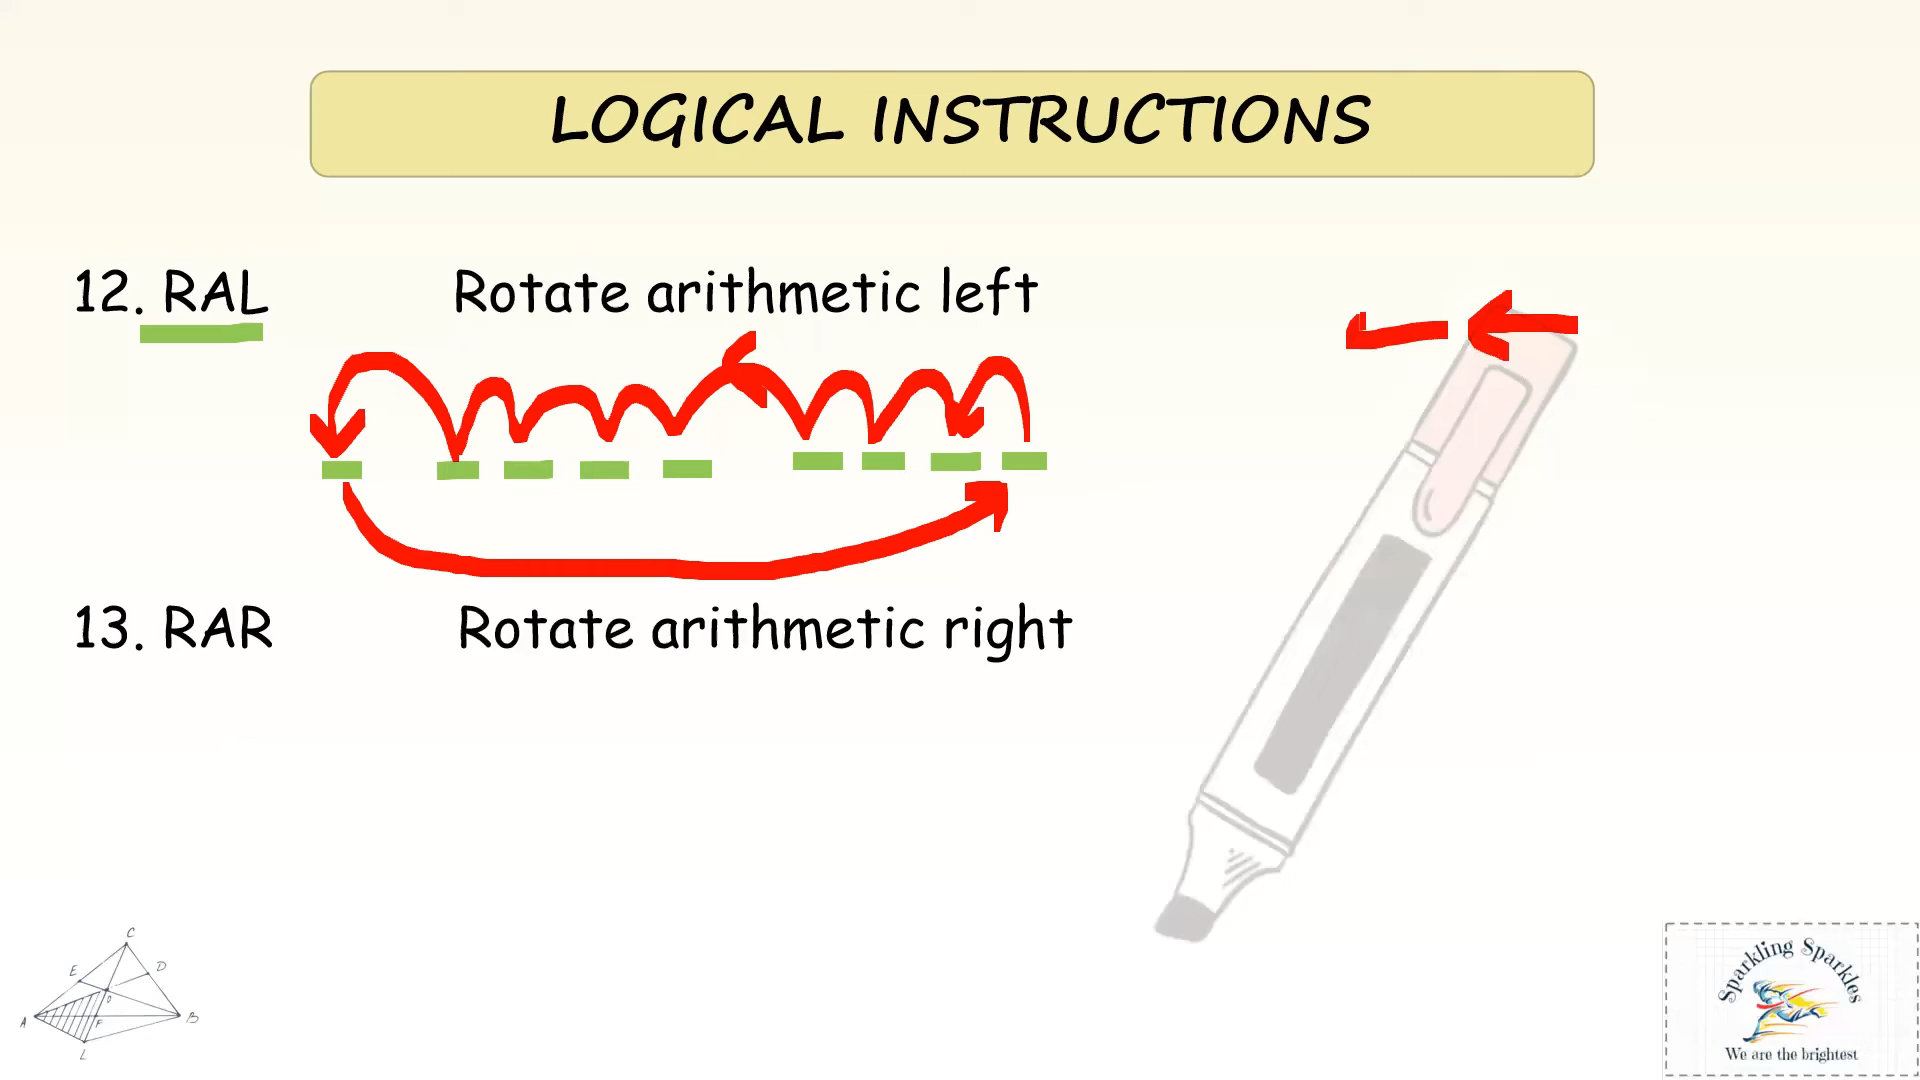 LOGICAL INSTRUCTIONS
12. RAL Rotate arithmetic left
13. RAR Rotate arithmetic right
C
E D
O
A F B
L
Sparkling Sparkles
We are the brightest